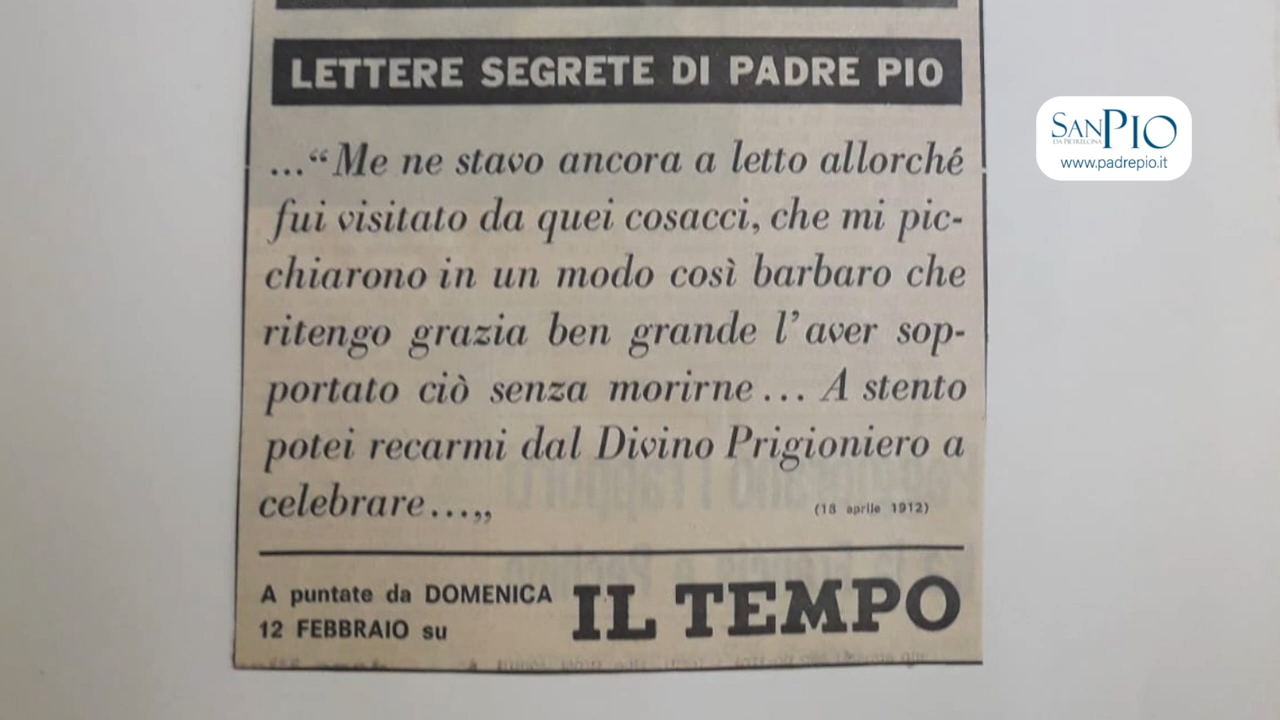 LETTERE SEGRETE DI PADRE PIO
..."Me ne stavo ancora a letto allorché
fui visitato da quei cosacci, che mi pic-
chiarono in un modo così barbaro che
ritengo grazia ben grande l'aver sop-
portato ciò senza morirne... A stento
potei recarmi dal Divino Prigioniero a
celebrare...„
(18 aprile 1912)
A puntate da DOMENICA
12 FEBBRAIO su
IL TEMPO
SANPIO
DA PIETRELCINA
www.padrepio.it